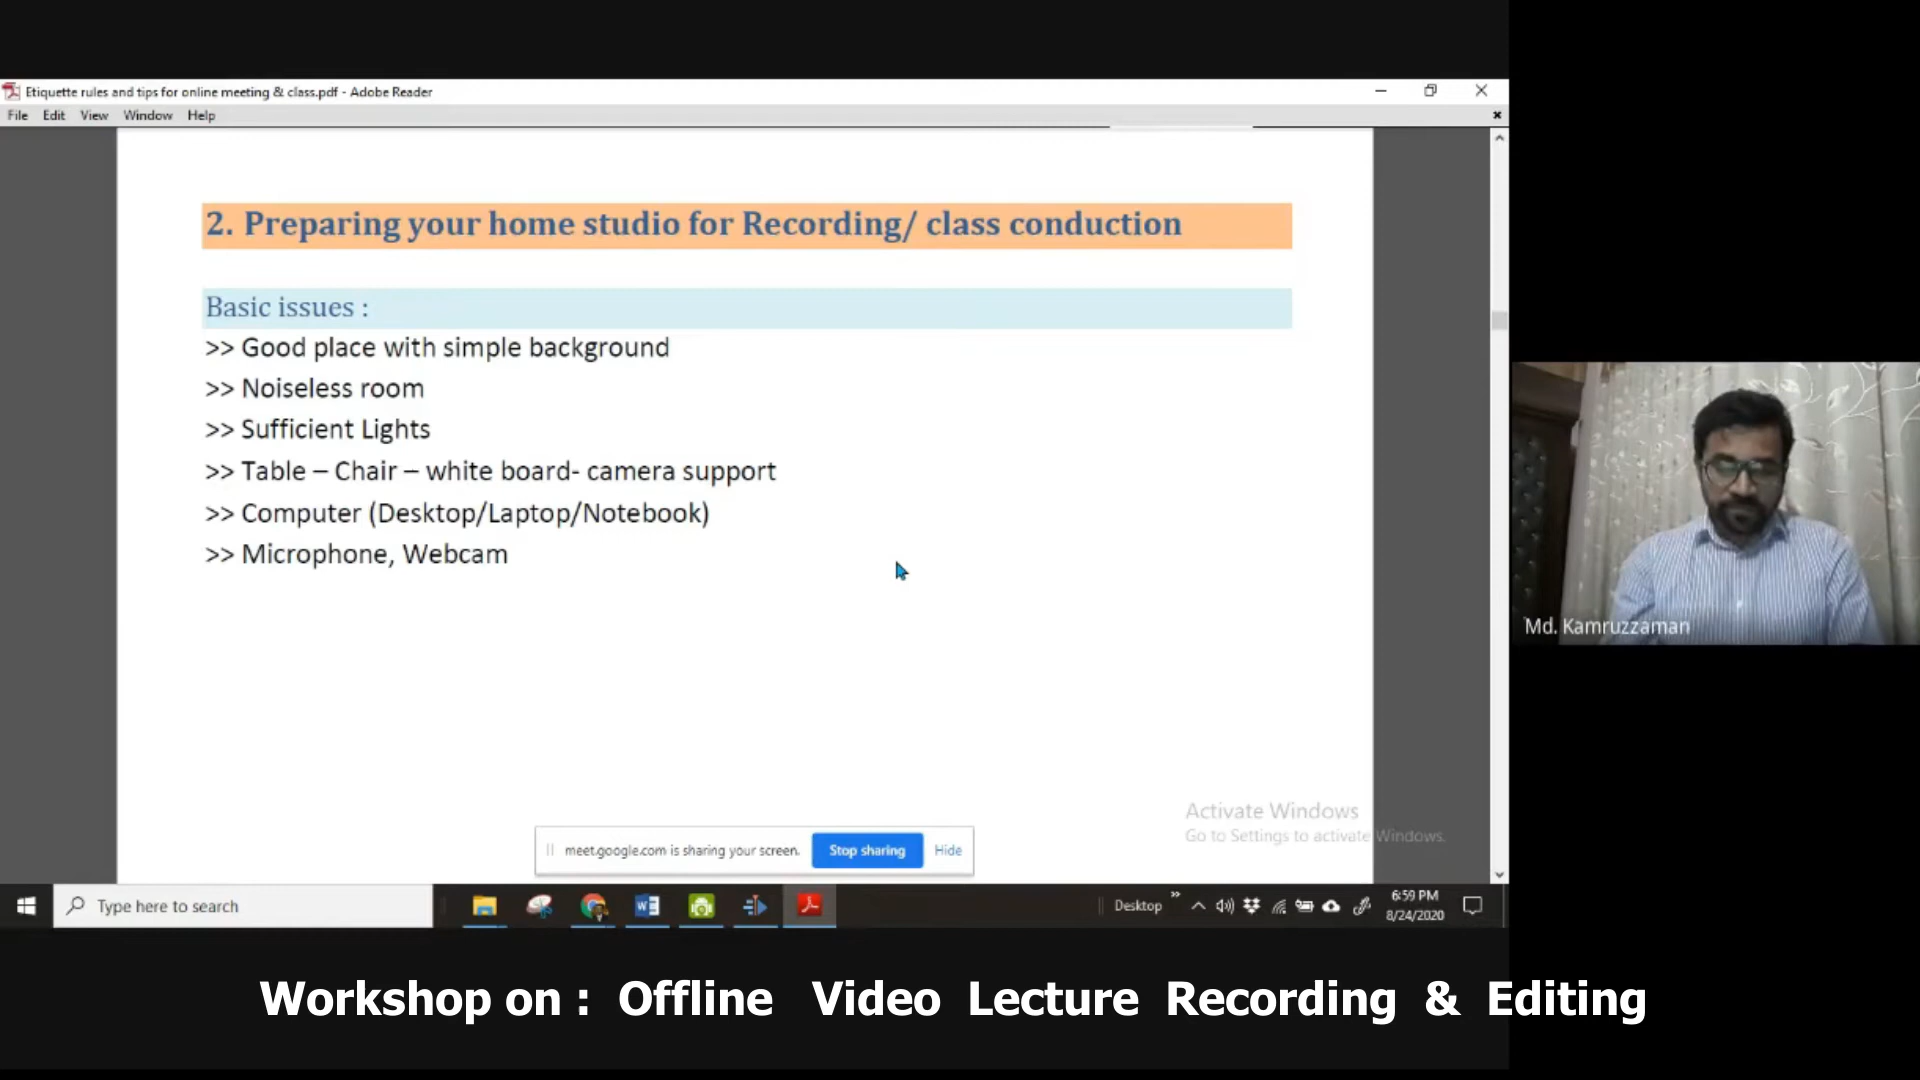 Etiquette rules and tips for online meeting & class.pdf - Adobe Reader
File Edit View Window Help
2. Preparing your home studio for Recording/ class conduction
Basic issues :
>> Good place with simple background
>> Noiseless room
>> Sufficient Lights
>> Table – Chair – white board- camera support
>> Computer (Desktop/Laptop/Notebook)
>> Microphone, Webcam
Md. Kamruzzaman
Activate Windows
Go to Settings to activate Windows.
meet.google.com is sharing your screen. Stop sharing Hide
Type here to search
Desktop
6:59 PM
8/24/2020
Workshop on : Offline Video Lecture Recording & Editing